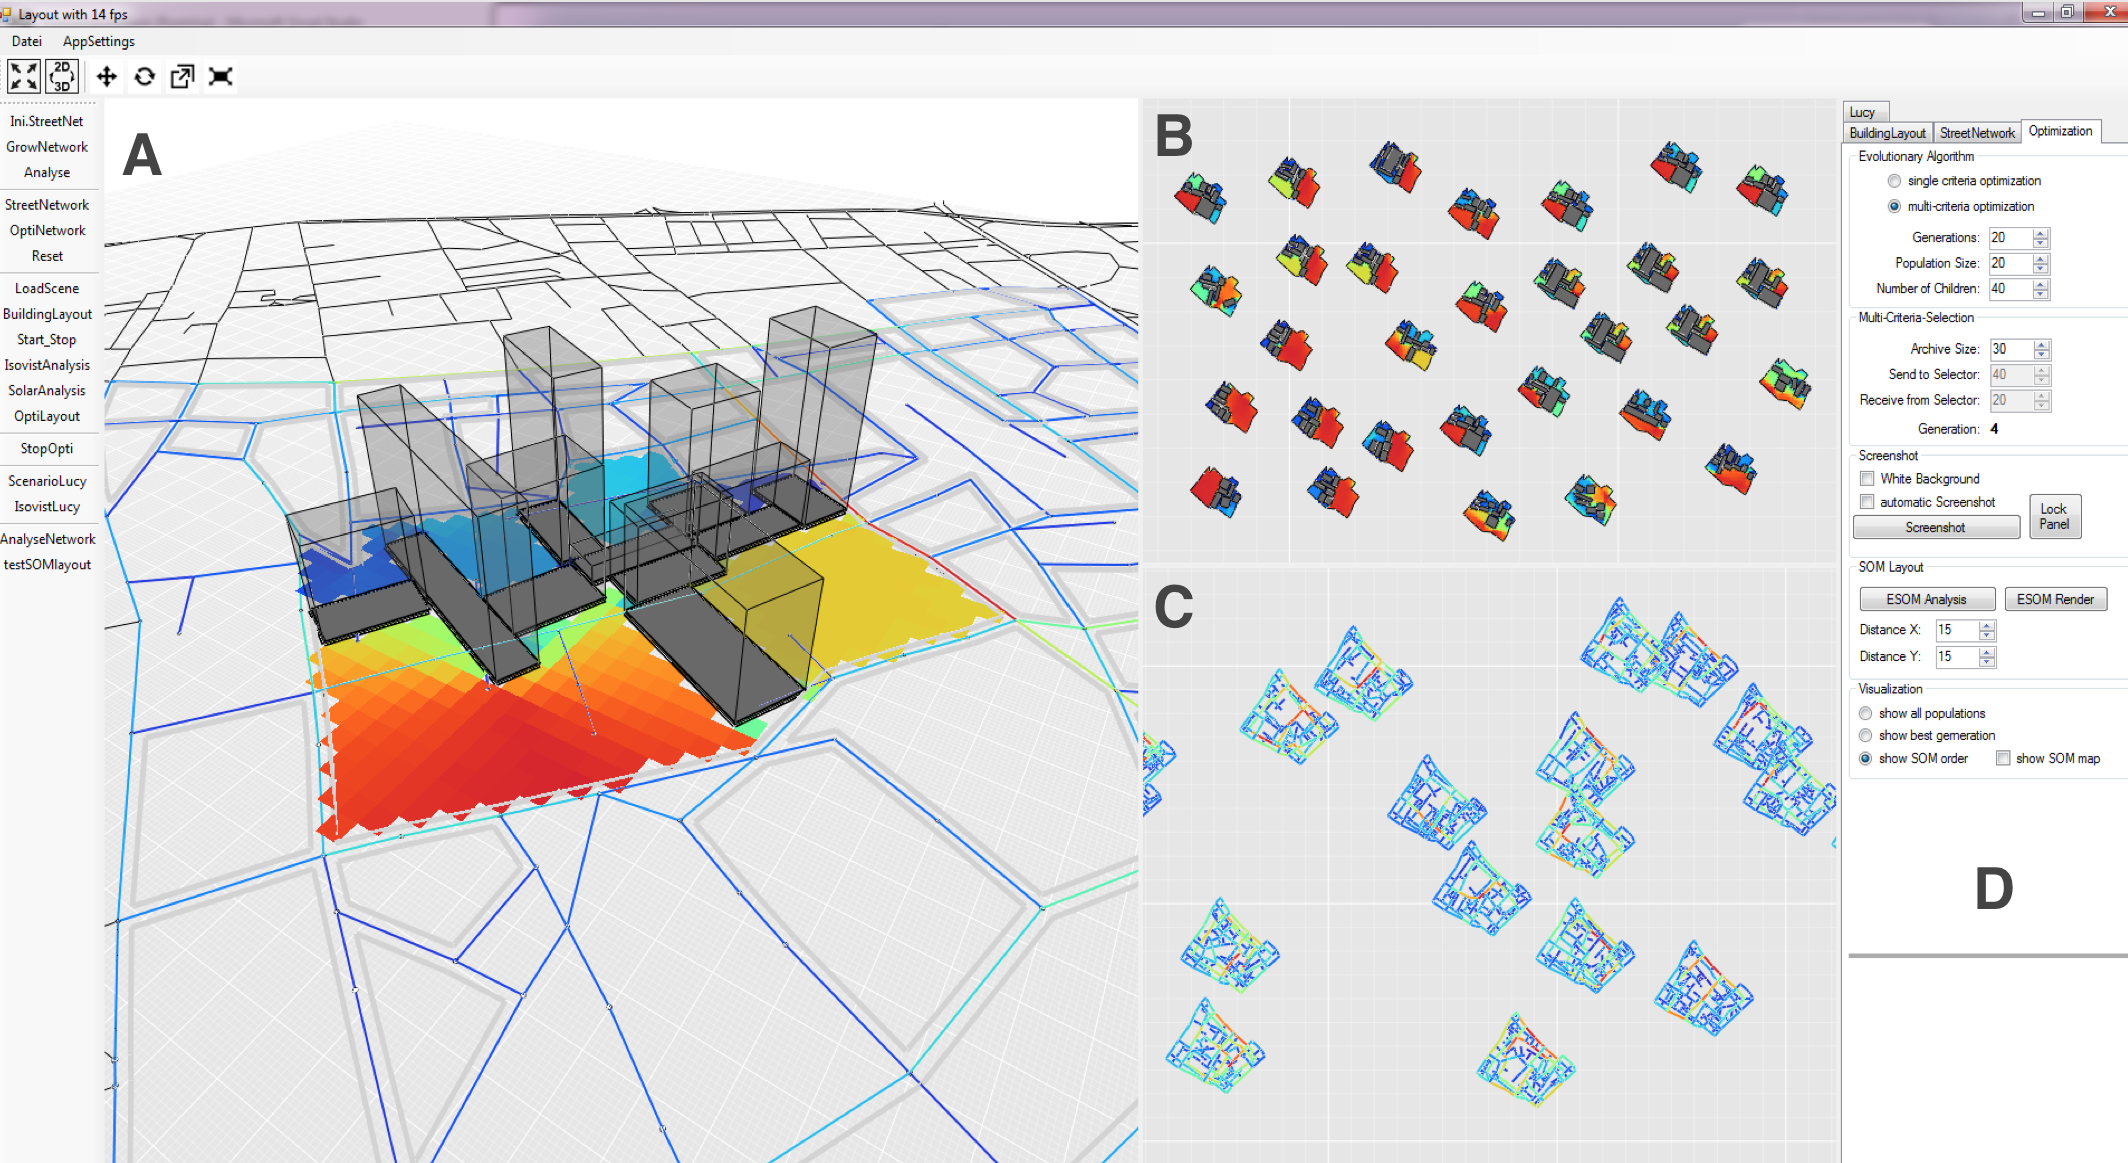 Layout with 14 fps
Datei AppSettings
2D
3D
Ini.StreetNet
GrowNetwork
Analyse
StreetNetwork
OptiNetwork
Reset
LoadScene
BuildingLayout
Start_Stop
IsovistAnalysis
SolarAnalysis
OptiLayout
StopOpti
ScenarioLucy
IsovistLucy
AnalyseNetwork
testSOMlayout
A
B
C
Lucy
BuildingLayout StreetNetwork Optimization
Evolutionary Algorithm
single criteria optimization
multi-criteria optimization
Generations: 20
Population Size: 20
Number of Children: 40
Multi-Criteria-Selection
Archive Size: 30
Send to Selector: 40
Receive from Selector: 20
Generation: 4
Screenshot
White Background
automatic Screenshot
Screenshot
Lock
Panel
SOM Layout
ESOM Analysis ESOM Render
Distance X: 15
Distance Y: 15
Visualization
show all populations
show best gemeration
show SOM order show SOM map
D